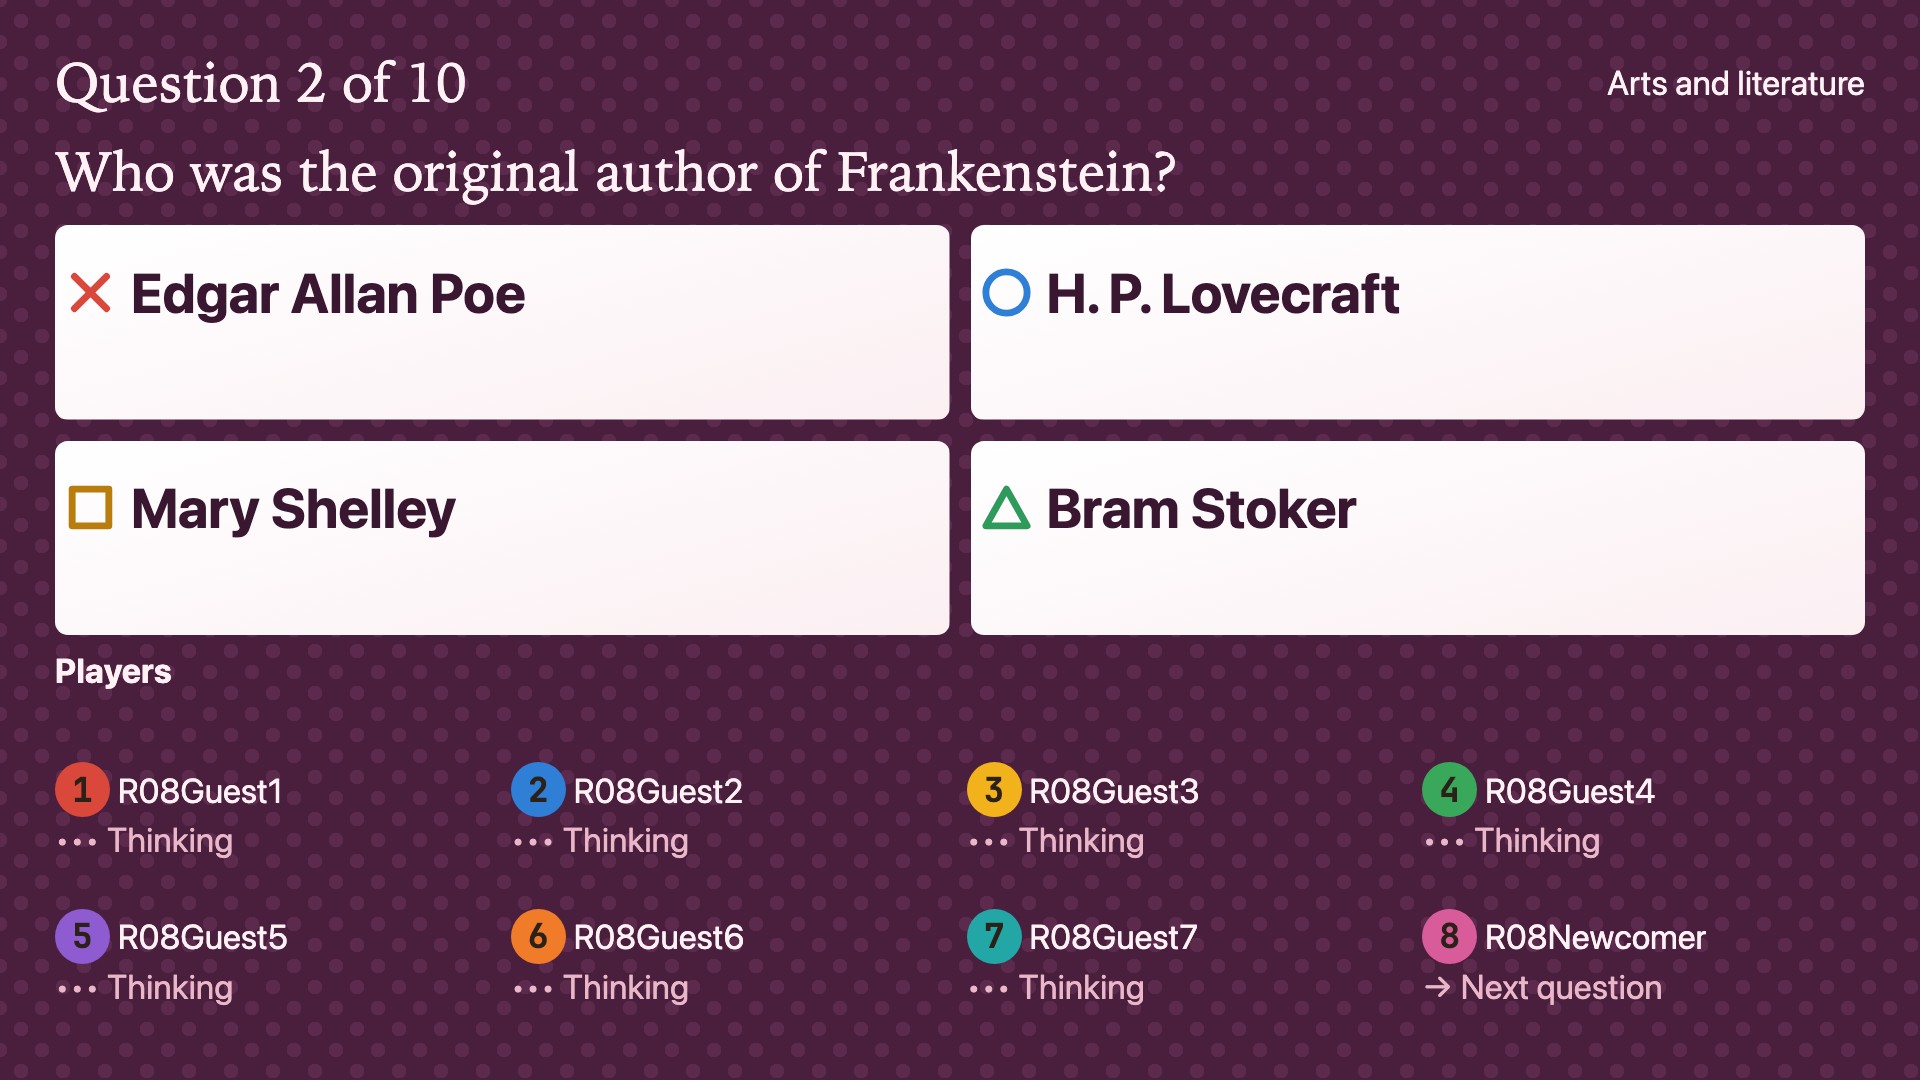 Question 2 of 10
Arts and literature
Who was the original author of Frankenstein?
Edgar Allan Poe
H. P. Lovecraft
Mary Shelley
Bram Stoker
Players
1 R08Guest1
... Thinking
2 R08Guest2
... Thinking
3 R08Guest3
... Thinking
4 R08Guest4
... Thinking
5 R08Guest5
... Thinking
6 R08Guest6
... Thinking
7 R08Guest7
... Thinking
8 R08Newcomer
→ Next question